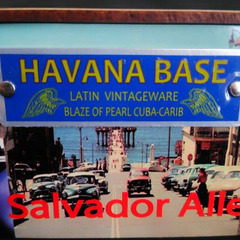 HAVANA BASE
LATIN VINTAGEWARE
BLAZE OF PEARL CUBA-CARIB
Salvador Alle